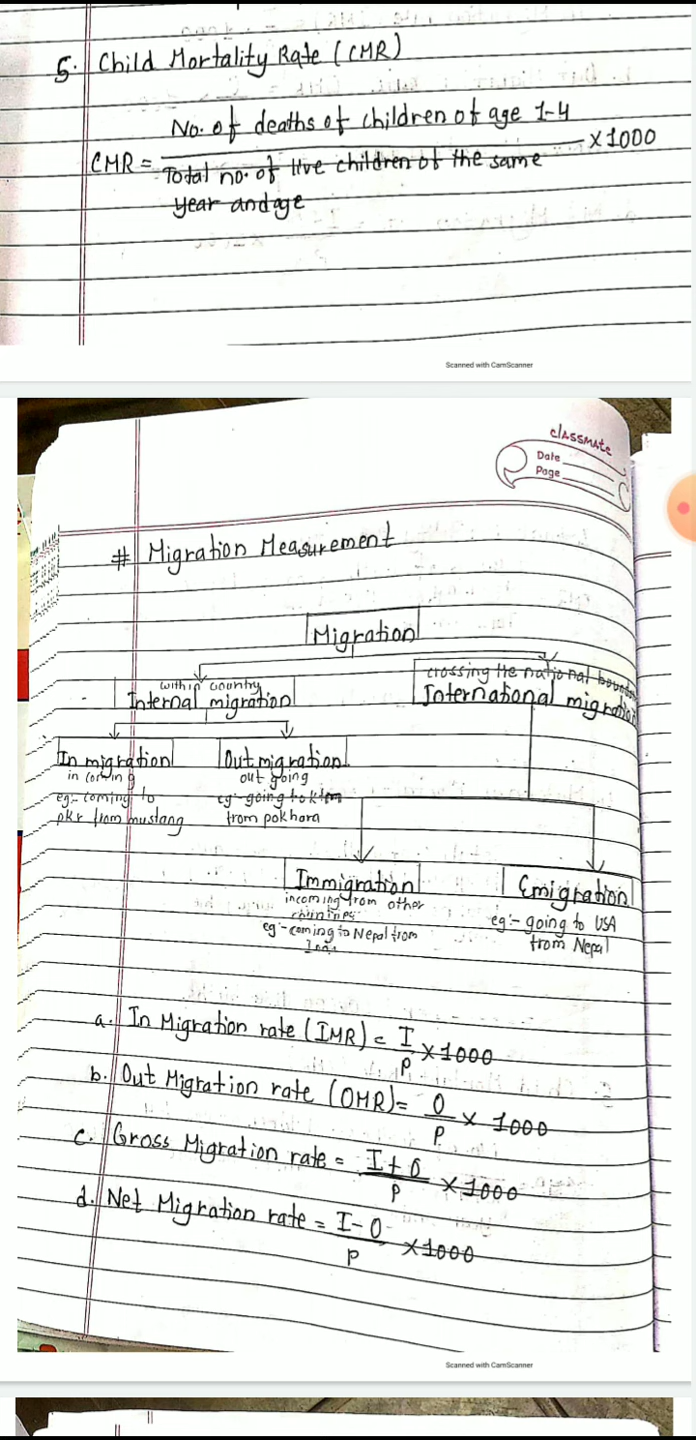 5. Child Mortality Rate (CMR)
CMR = No. of deaths of children of age 1-4 × 1000
Total no. of live children of the same
year and age
Scanned with CamScanner
classmate
Date
Page
# Migration Measurement
Migration
within country
Internal migration
crossing the national
International migration
In migration
in coming
eg:- coming to
pkr from mustang
Out migration
out going
eg:- going to ktm
from pokhara
Immigration
incoming from other
eg:- coming to Nepal from
Emigration
eg:- going to USA
from Nepal
a. In Migration rate (IMR) = I/P × 1000
b. Out Migration rate (OMR) = O/P × 1000
c. Gross Migration rate = I+O/P × 1000
d. Net Migration rate = I-O/P × 1000
Scanned with CamScanner